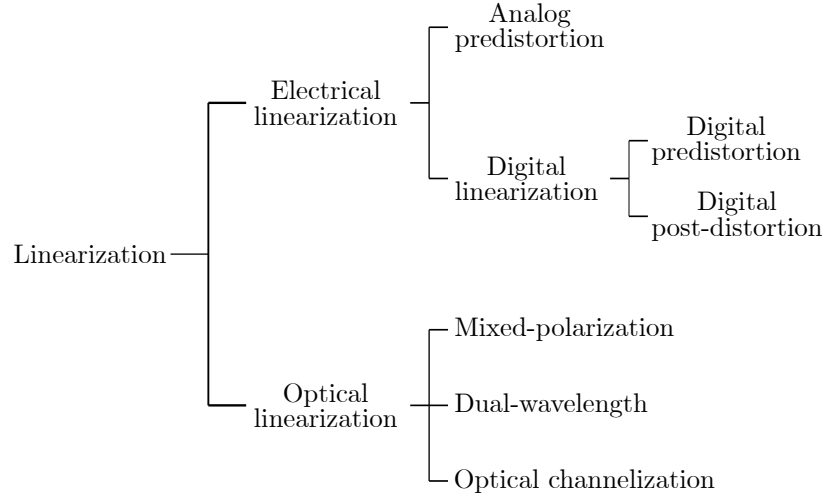 Analog
predistortion
Electrical
linearization
Digital
predistortion
Digital
linearization
Digital
post-distortion
Linearization
Mixed-polarization
Optical
linearization
Dual-wavelength
Optical channelization